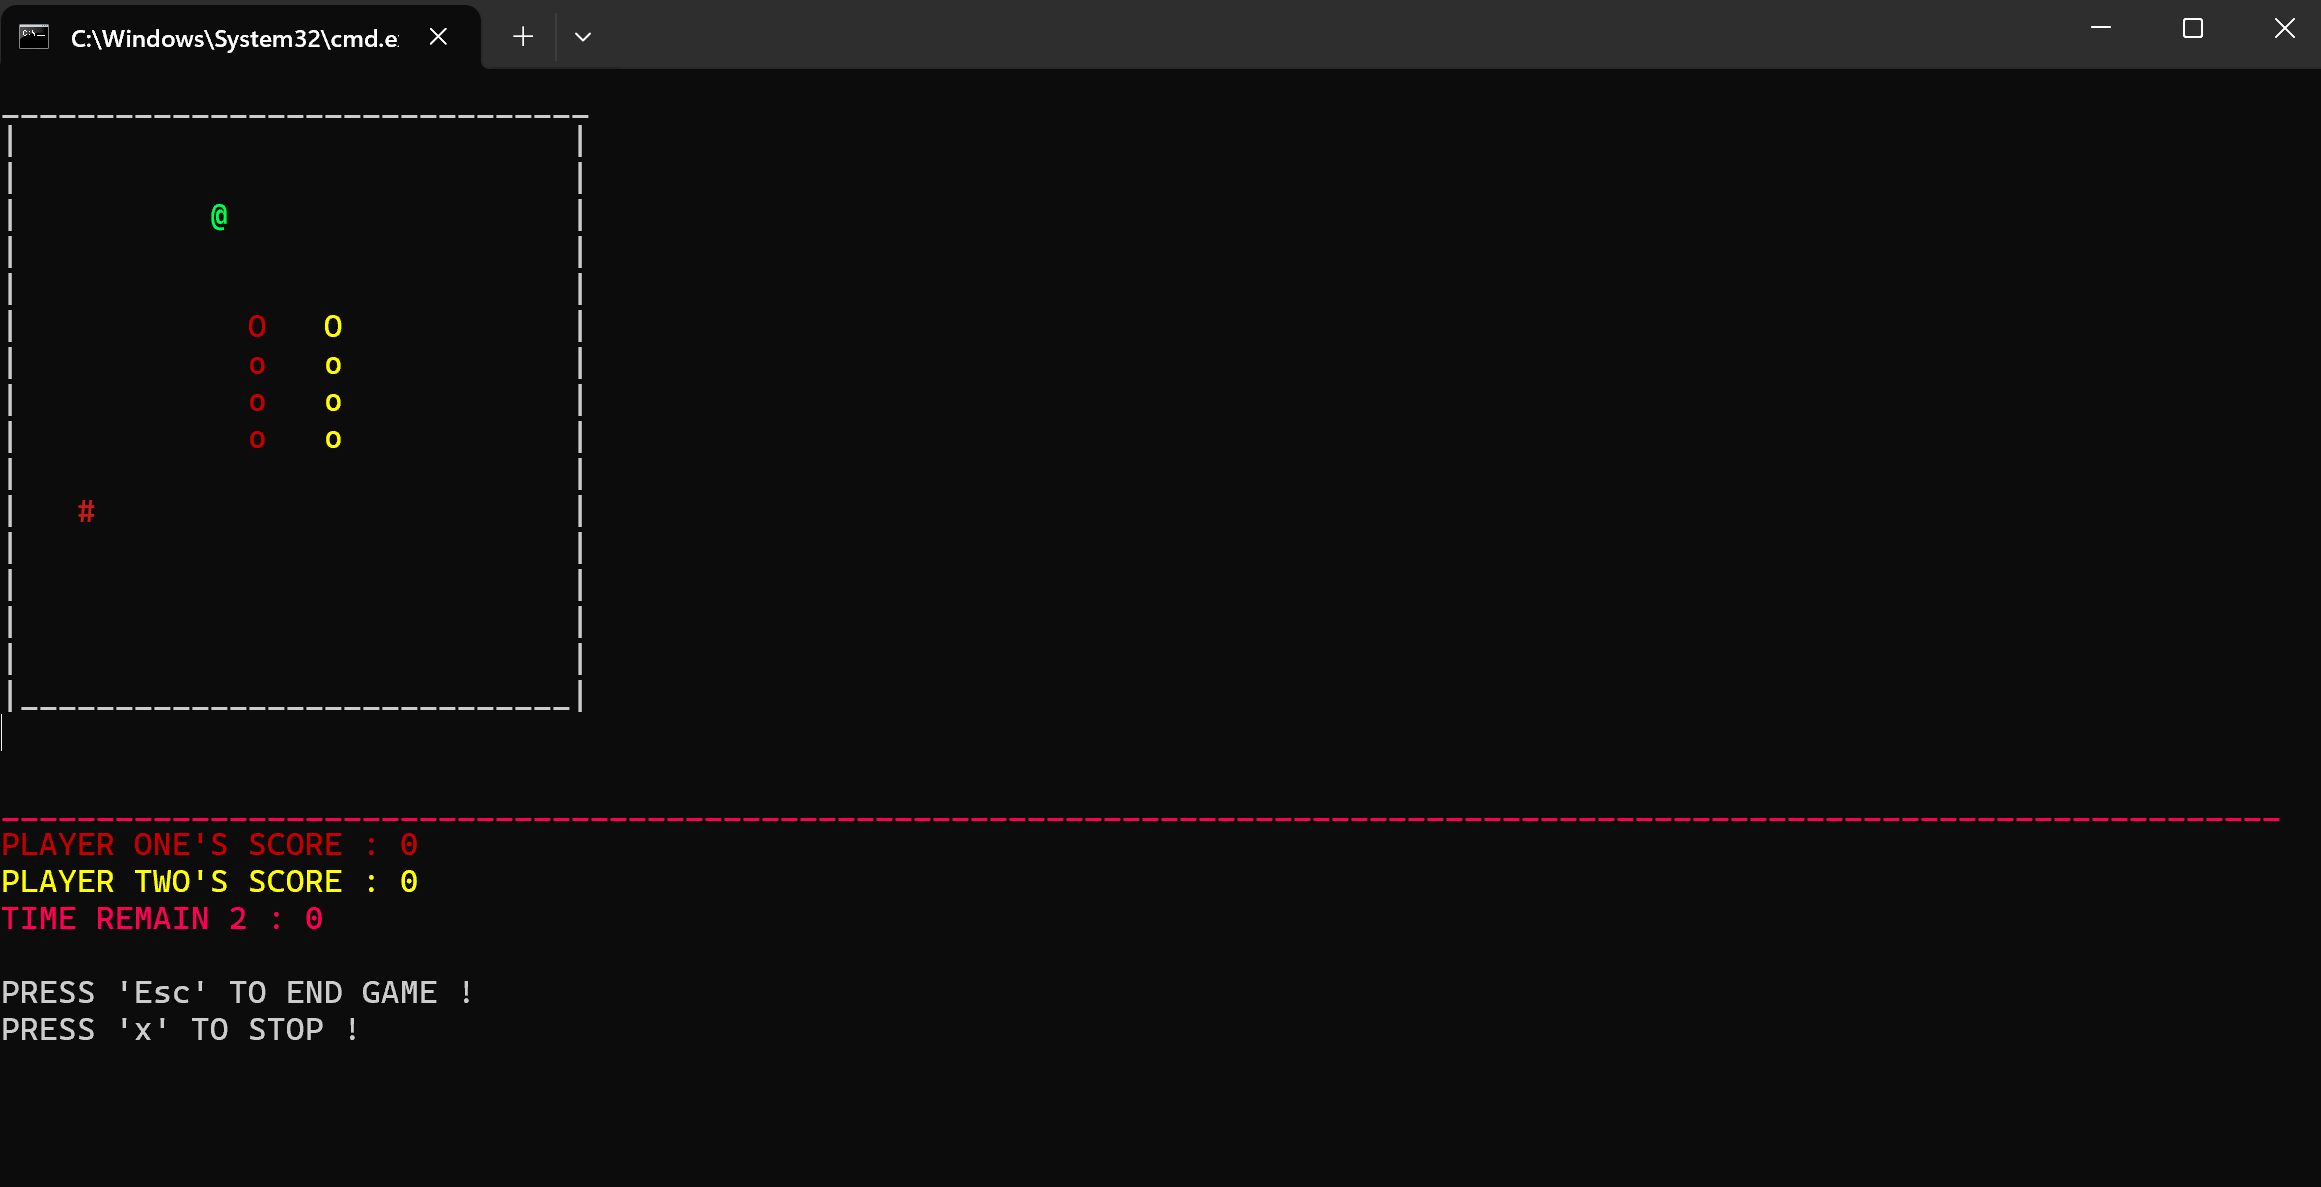 C:\Windows\System32\cmd.e
@
O O
o o
o o
o o
#
PLAYER ONE'S SCORE : 0
PLAYER TWO'S SCORE : 0
TIME REMAIN 2 : 0
PRESS 'Esc' TO END GAME !
PRESS 'x' TO STOP !